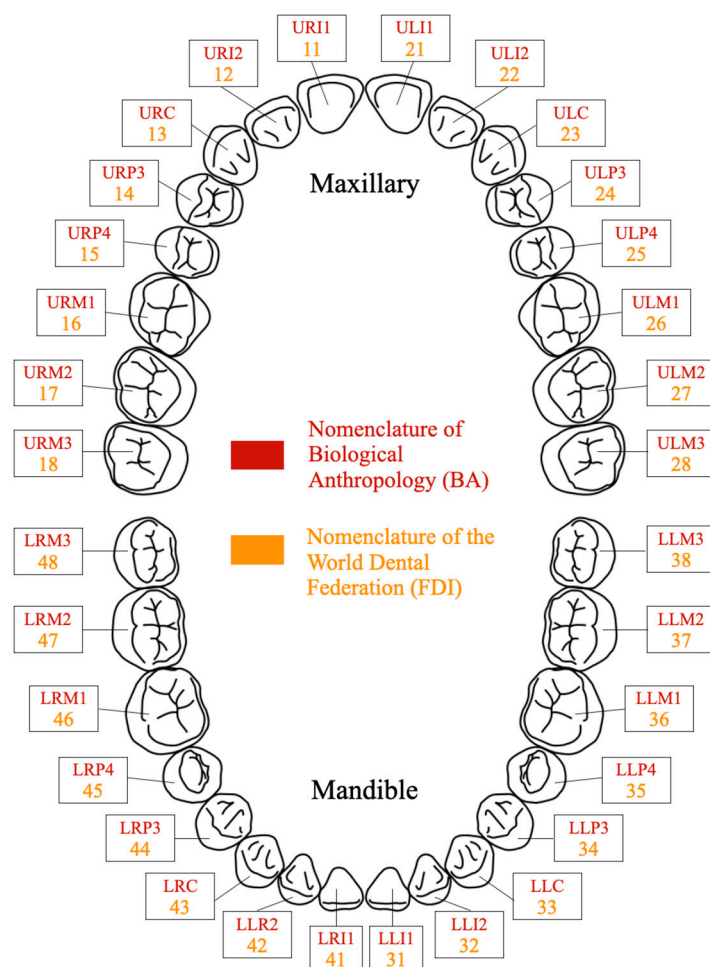 URI1
11
ULI1
21
URI2
12
ULI2
22
URC
13
ULC
23
URP3
14
ULP3
24
Maxillary
URP4
15
ULP4
25
URM1
16
ULM1
26
URM2
17
ULM2
27
URM3
18
ULM3
28
Nomenclature of
Biological
Anthropology (BA)
Nomenclature of the
World Dental
Federation (FDI)
LRM3
48
LLM3
38
LRM2
47
LLM2
37
LRM1
46
LLM1
36
LRP4
45
LLP4
35
Mandible
LRP3
44
LLP3
34
LRC
43
LLC
33
LLR2
42
LRI1
41
LLI1
31
LLI2
32